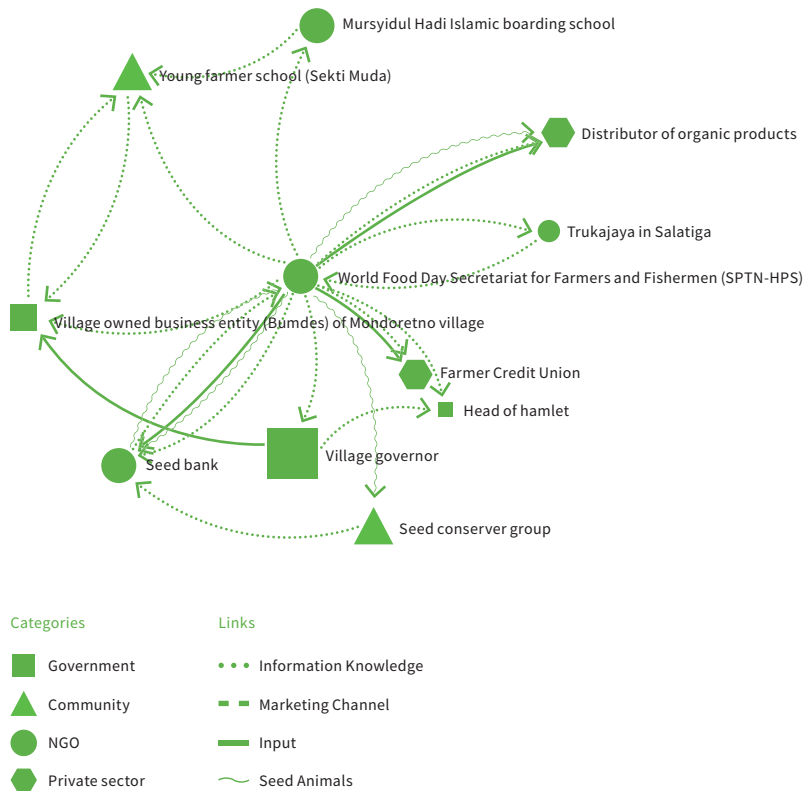 Mursyidul Hadi Islamic boarding school
Young farmer school (Sekti Muda)
Distributor of organic products
Trukajaya in Salatiga
World Food Day Secretariat for Farmers and Fishermen (SPTN-HPS)
Village owned business entity (Bumdes) of Mondoretno village
Farmer Credit Union
Head of hamlet
Village governor
Seed bank
Seed conserver group
Categories
Government
Community
NGO
Private sector
Links
Information Knowledge
Marketing Channel
Input
Seed Animals